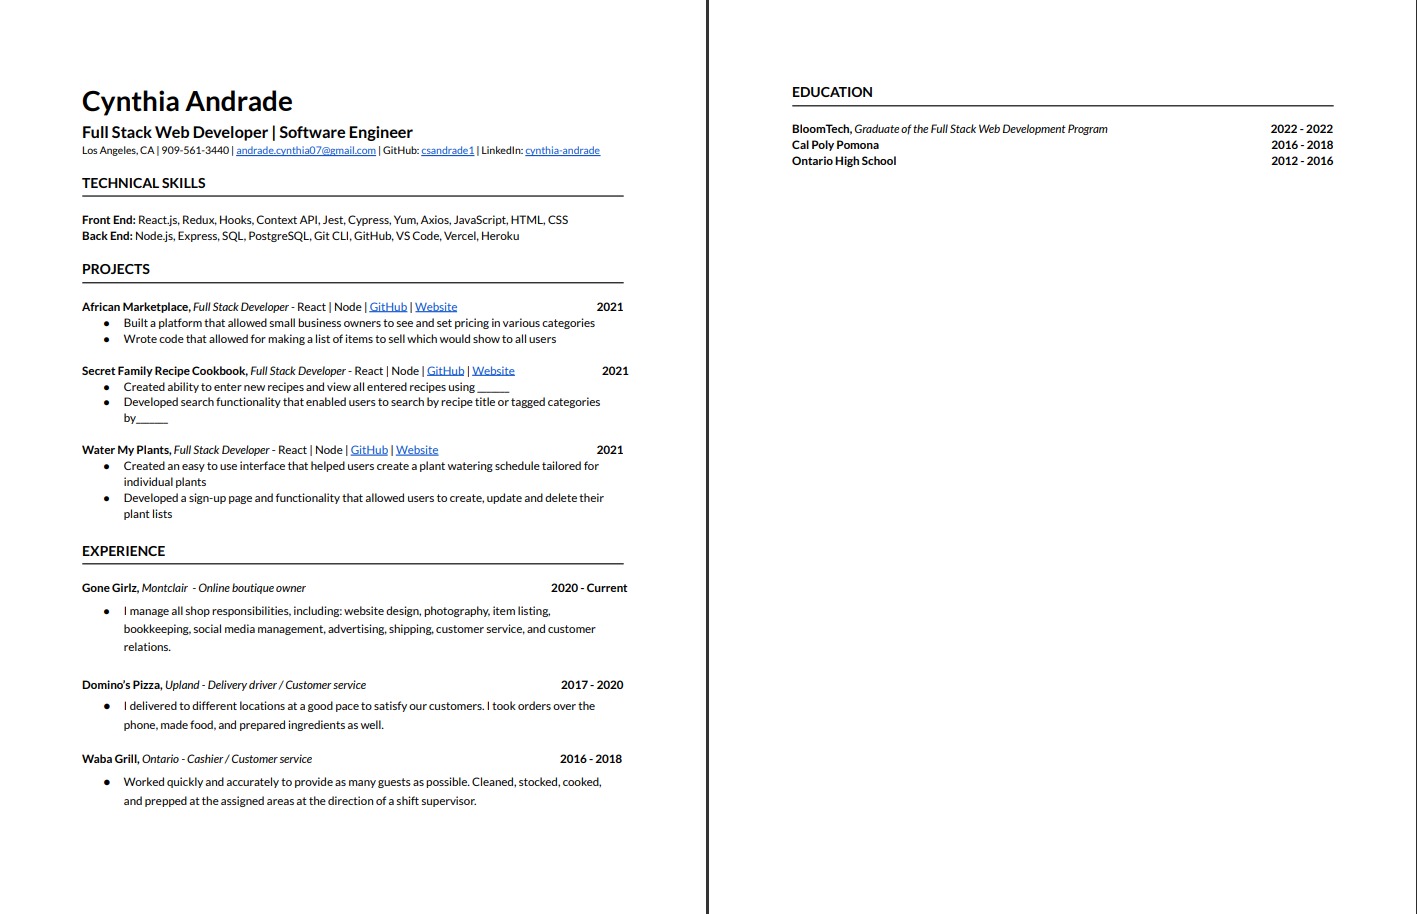 Cynthia Andrade
Full Stack Web Developer | Software Engineer
Los Angeles, CA | 909-561-3440 | andrade.cynthia07@gmail.com | GitHub: csandrade1 | LinkedIn: cynthia-andrade
TECHNICAL SKILLS
Front End: React.js, Redux, Hooks, Context API, Jest, Cypress, Yum, Axios, JavaScript, HTML, CSS
Back End: Node.js, Express, SQL, PostgreSQL, Git CLI, GitHub, VS Code, Vercel, Heroku
PROJECTS
African Marketplace, Full Stack Developer - React | Node | GitHub | Website 2021
● Built a platform that allowed small business owners to see and set pricing in various categories
● Wrote code that allowed for making a list of items to sell which would show to all users
Secret Family Recipe Cookbook, Full Stack Developer - React | Node | GitHub | Website 2021
● Created ability to enter new recipes and view all entered recipes using ______
● Developed search functionality that enabled users to search by recipe title or tagged categories
by______
Water My Plants, Full Stack Developer - React | Node | GitHub | Website 2021
● Created an easy to use interface that helped users create a plant watering schedule tailored for
individual plants
● Developed a sign-up page and functionality that allowed users to create, update and delete their
plant lists
EXPERIENCE
Gone Girlz, Montclair - Online boutique owner 2020 - Current
● I manage all shop responsibilities, including: website design, photography, item listing,
bookkeeping, social media management, advertising, shipping, customer service, and customer
relations.
Domino's Pizza, Upland - Delivery driver / Customer service 2017 - 2020
● I delivered to different locations at a good pace to satisfy our customers. I took orders over the
phone, made food, and prepared ingredients as well.
Waba Grill, Ontario - Cashier / Customer service 2016 - 2018
● Worked quickly and accurately to provide as many guests as possible. Cleaned, stocked, cooked,
and prepped at the assigned areas at the direction of a shift supervisor.
EDUCATION
BloomTech, Graduate of the Full Stack Web Development Program 2022 - 2022
Cal Poly Pomona 2016 - 2018
Ontario High School 2012 - 2016